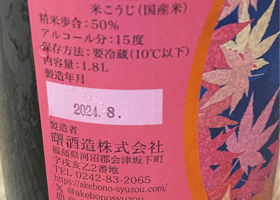 米こうじ(国産米)
精米歩合:50%
アルコール分:15度
保存方法:要冷蔵(10℃以下)
内容量:1.8L
製造年月
2024.8.
製造者
曙酒造株式会社
福島県河沼郡会津坂下町
字戌亥乙2番地
TEL 0242-83-2065
https://akebono-syuzou.com/
@akebonosyuzou